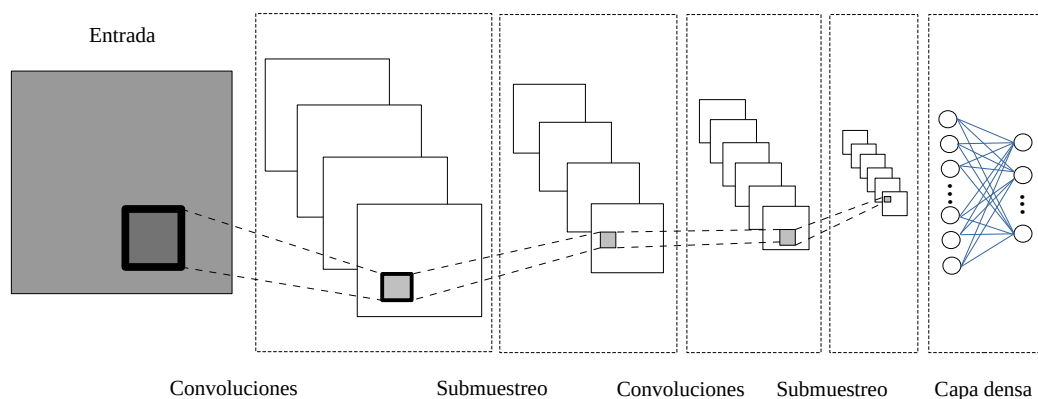 Entrada
Convoluciones
Submuestreo
Convoluciones
Submuestreo
Capa densa